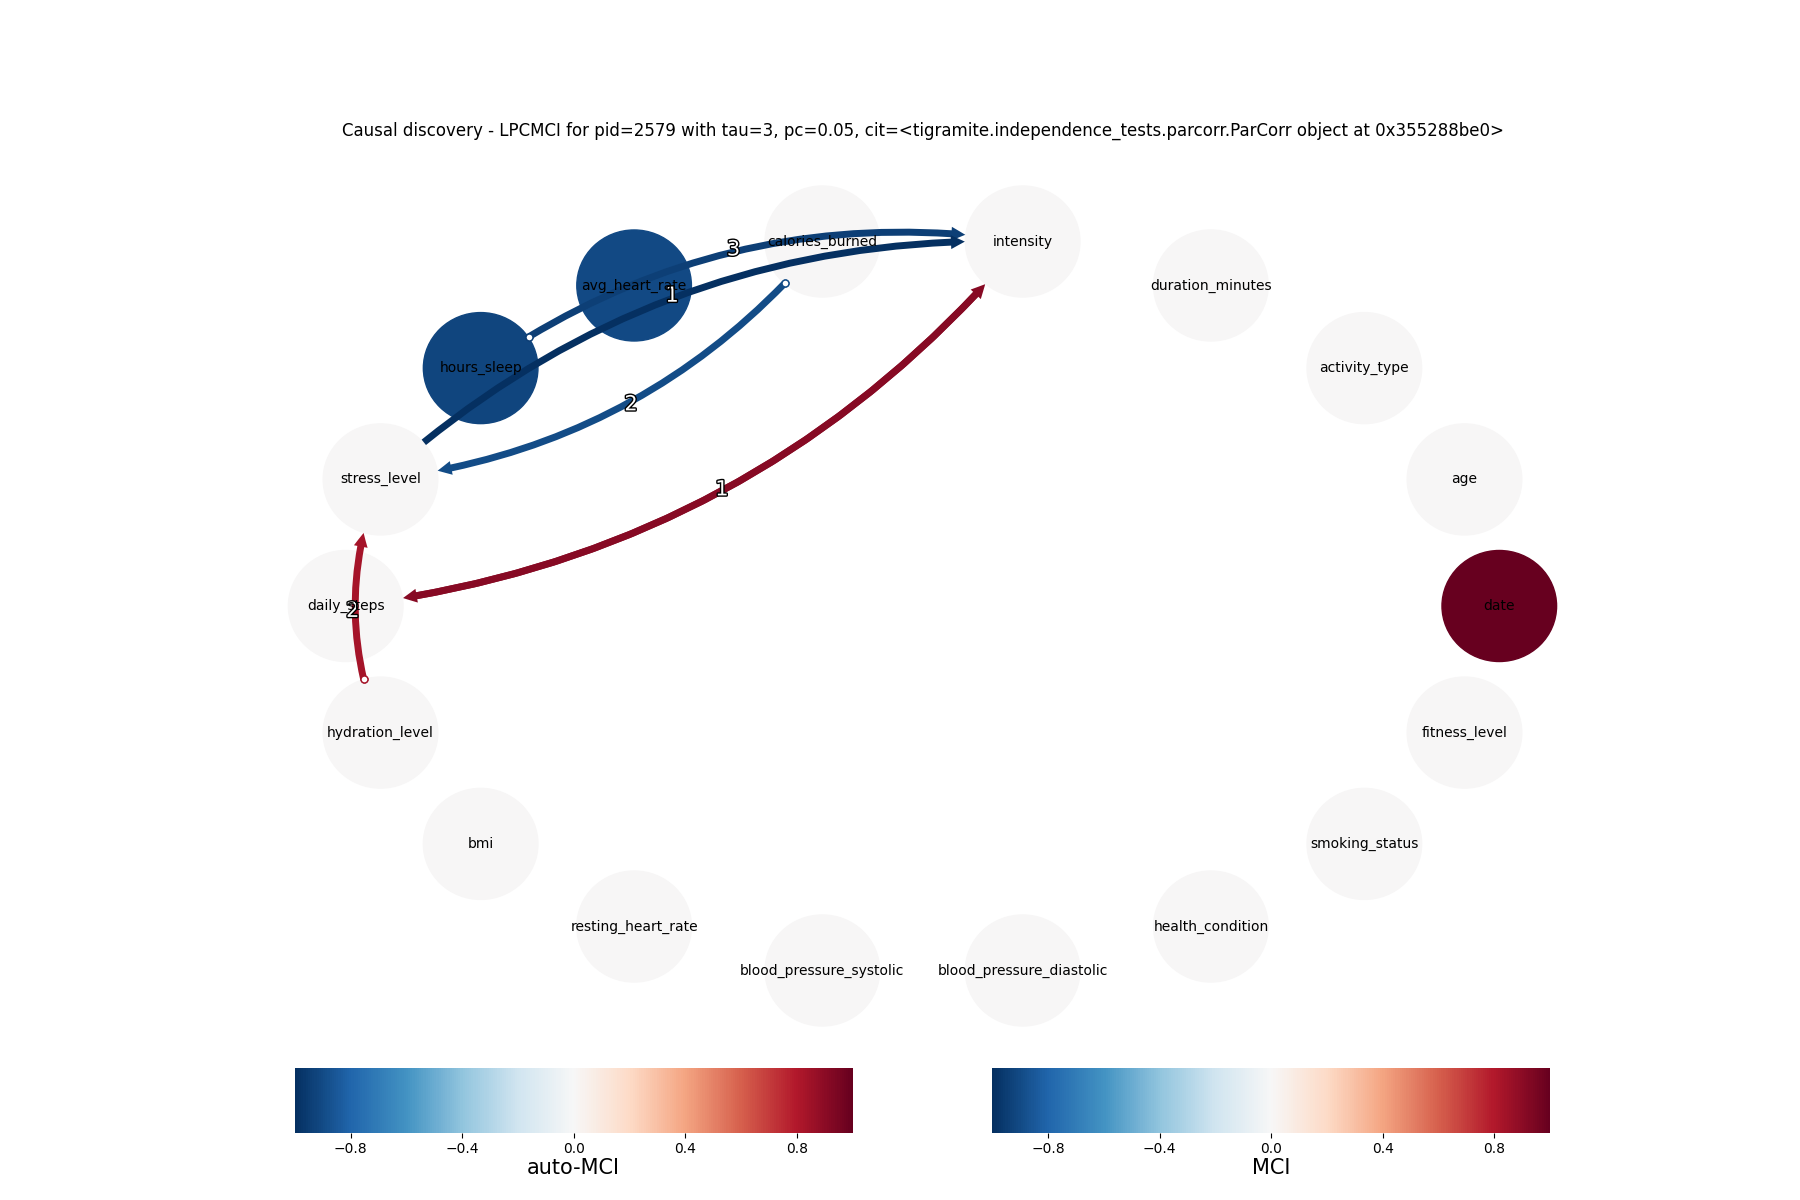 Causal discovery - LPCMCI for pid=2579 with tau=3, pc=0.05, cit=<tigramite.independence_tests.parcorr.ParCorr object at 0x355288be0>
calories_burned
intensity
3
avg_heart_rate
duration_minutes
1
hours_sleep
activity_type
2
stress_level
age
1
daily_steps
2
date
hydration_level
fitness_level
bmi
smoking_status
resting_heart_rate
health_condition
blood_pressure_systolic
blood_pressure_diastolic
−0.8 −0.4 0.0 0.4 0.8
auto-MCI
−0.8 −0.4 0.0 0.4 0.8
MCI